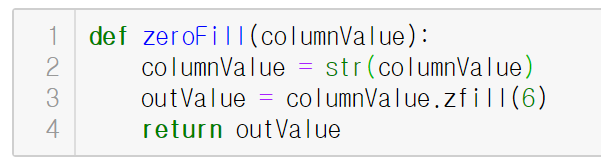 1 def zeroFill(columnValue):
2 columnValue = str(columnValue)
3 outValue = columnValue.zfill(6)
4 return outValue